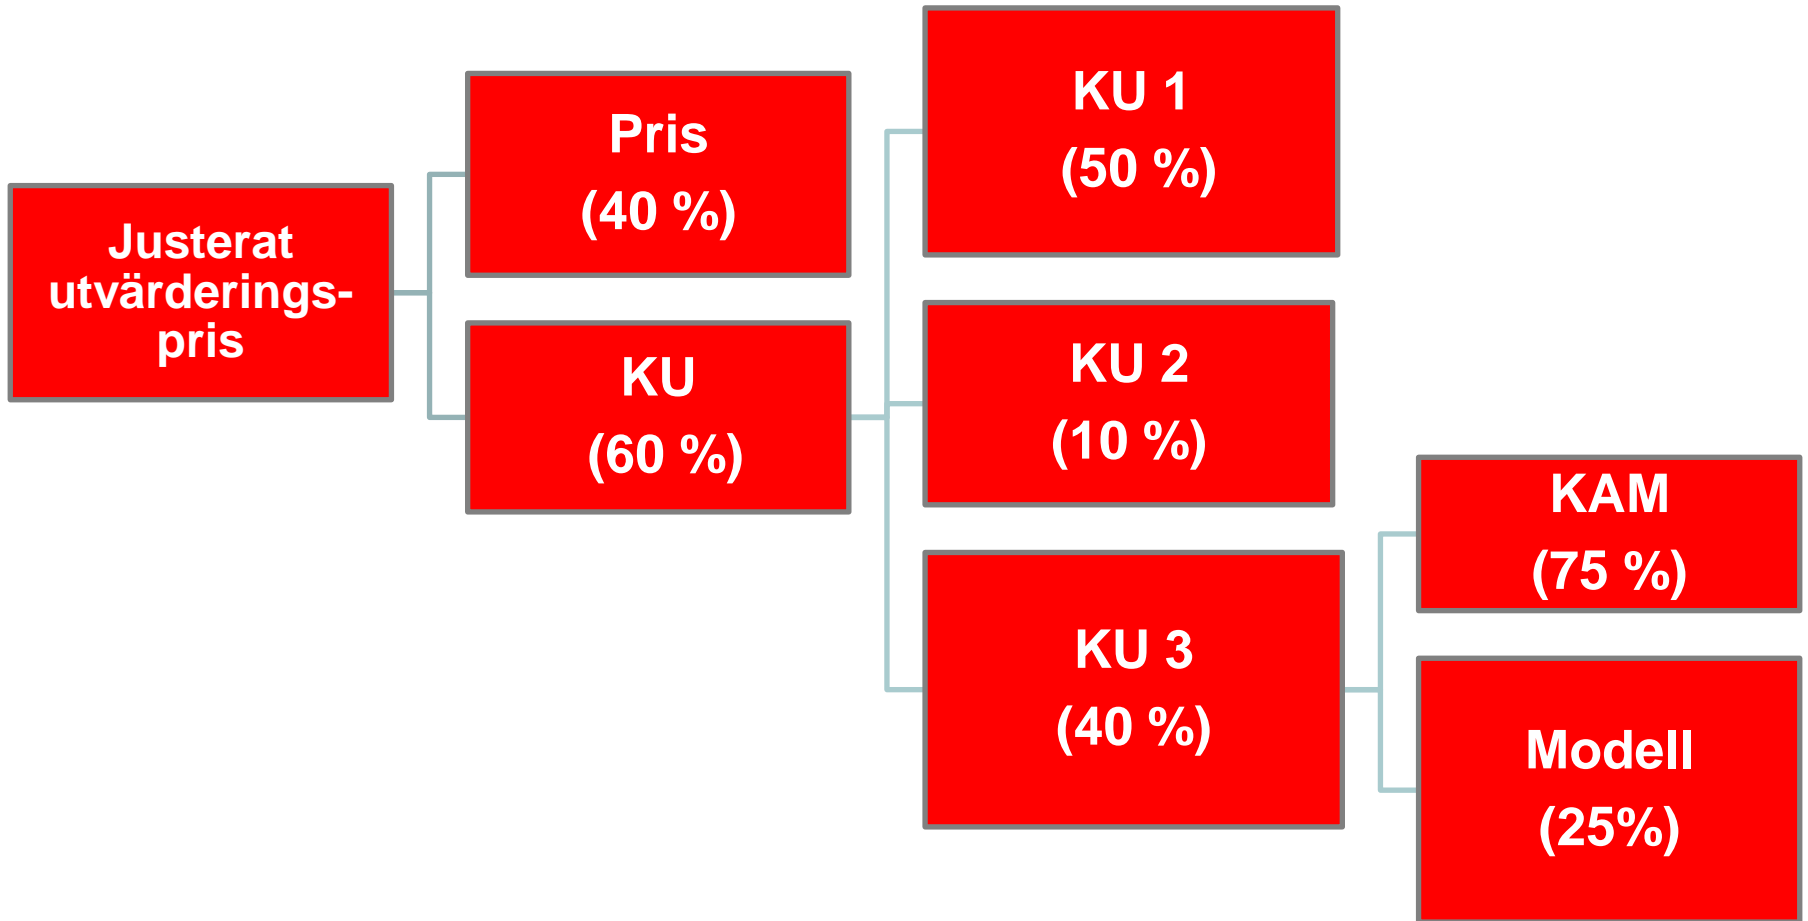 Justerat
utvärderings-
pris
Pris
(40 %)
KU
(60 %)
KU 1
(50 %)
KU 2
(10 %)
KU 3
(40 %)
KAM
(75 %)
Modell
(25%)